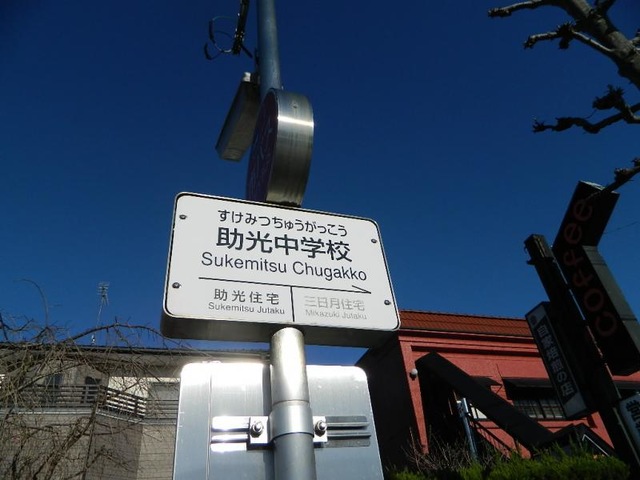 すけみつちゅうがっこう
助光中学校
Sukemitsu Chugakko
助光住宅
Sukemitsu Jutaku
三日月住宅
Mikazuki Jutaku
coffee